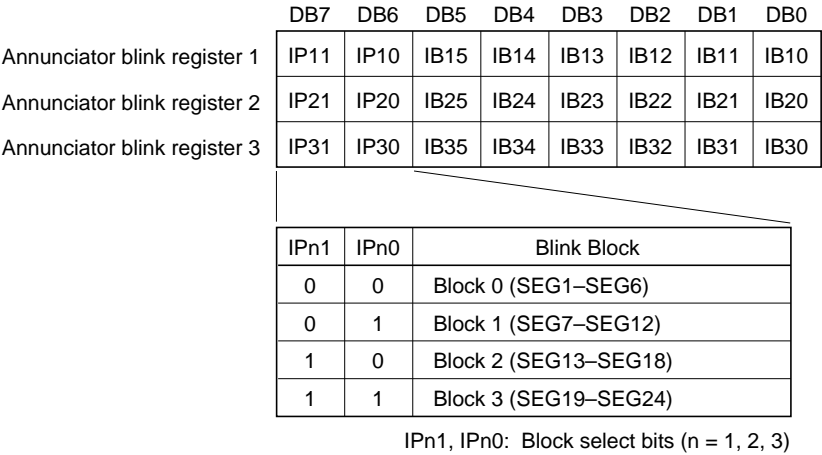 DB7 DB6 DB5 DB4 DB3 DB2 DB1 DB0
Annunciator blink register 1 IP11 IP10 IB15 IB14 IB13 IB12 IB11 IB10
Annunciator blink register 2 IP21 IP20 IB25 IB24 IB23 IB22 IB21 IB20
Annunciator blink register 3 IP31 IP30 IB35 IB34 IB33 IB32 IB31 IB30
IPn1 IPn0 Blink Block
0 0 Block 0 (SEG1–SEG6)
0 1 Block 1 (SEG7–SEG12)
1 0 Block 2 (SEG13–SEG18)
1 1 Block 3 (SEG19–SEG24)
IPn1, IPn0: Block select bits (n = 1, 2, 3)